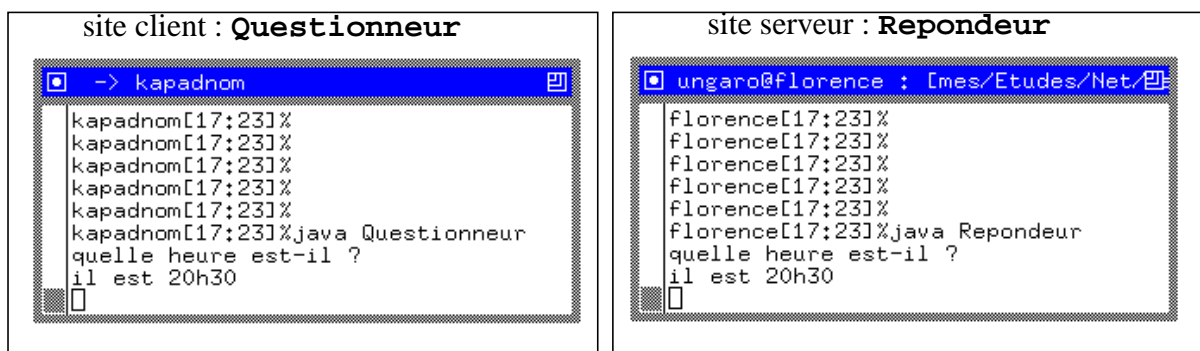 site client : Questionneur
-> kapadnom
kapadnom[17:23]%
kapadnom[17:23]%
kapadnom[17:23]%
kapadnom[17:23]%
kapadnom[17:23]%
kapadnom[17:23]%java Questionneur
quelle heure est-il ?
il est 20h30
site serveur : Repondeur
ungaro@florence : [mes/Etudes/Net/
florence[17:23]%
florence[17:23]%
florence[17:23]%
florence[17:23]%
florence[17:23]%
florence[17:23]%java Repondeur
quelle heure est-il ?
il est 20h30